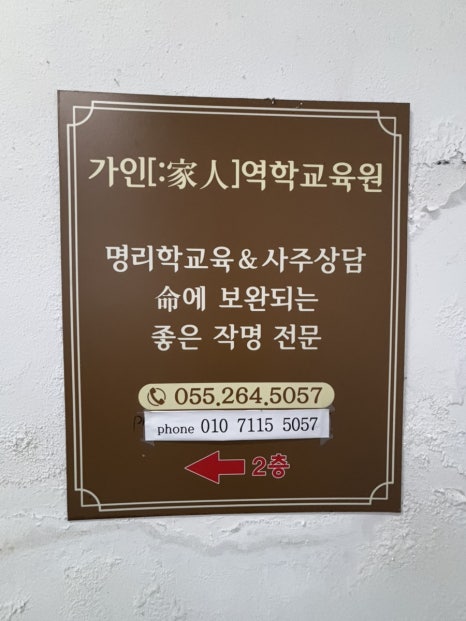 가인[:家人]역학교육원
명리학교육&사주상담
命에 보완되는
좋은 작명 전문
055.264.5057
phone 010 7115 5057
2층